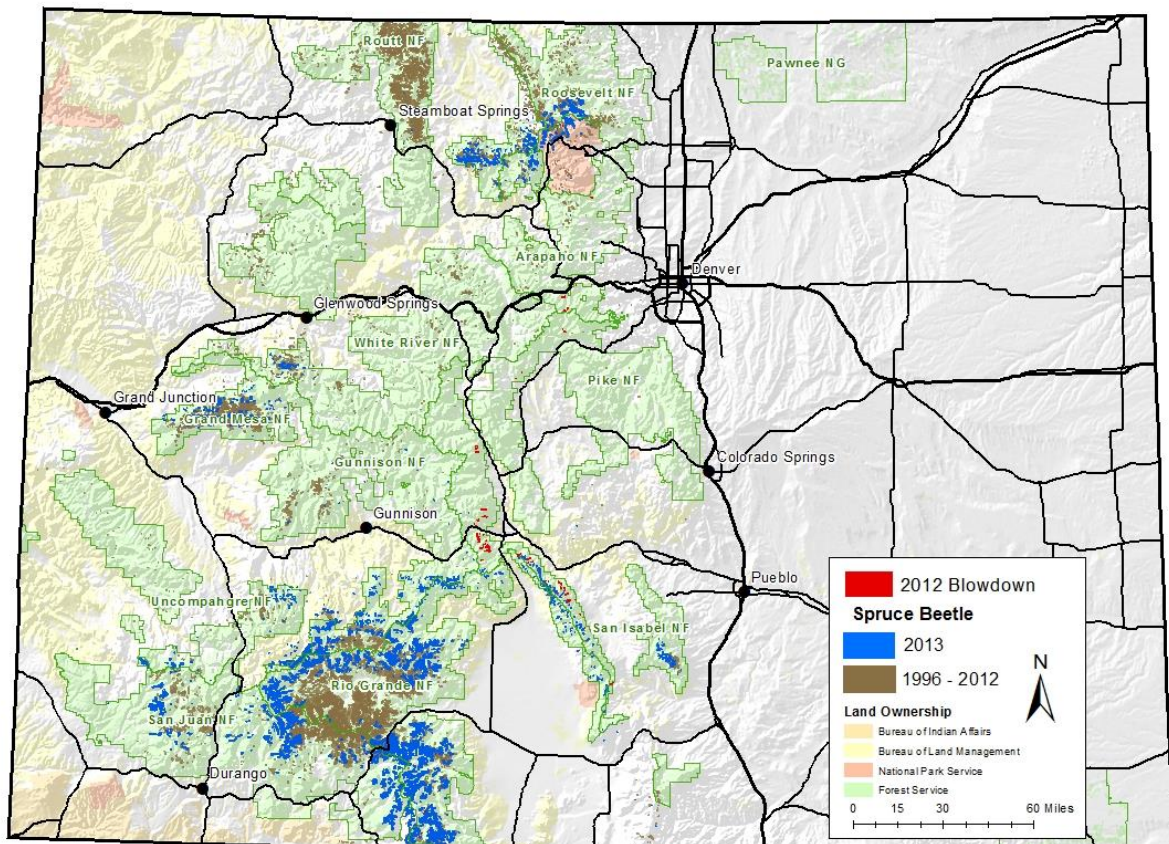 Routt NF
Pawnee NG
Roosevelt NF
Steamboat Springs
Arapaho NF
Denver
Glenwood Springs
White River NF
Pike NF
Grand Junction
Grand Mesa NF
Colorado Springs
Gunnison NF
Gunnison
Pueblo
Uncompahgre NF
San Isabel NF
Rio Grande NF
San Juan NF
Durango
2012 Blowdown
Spruce Beetle
2013
1996 - 2012
N
Land Ownership
Bureau of Indian Affairs
Bureau of Land Management
National Park Service
Forest Service
0 15 30 60 Miles